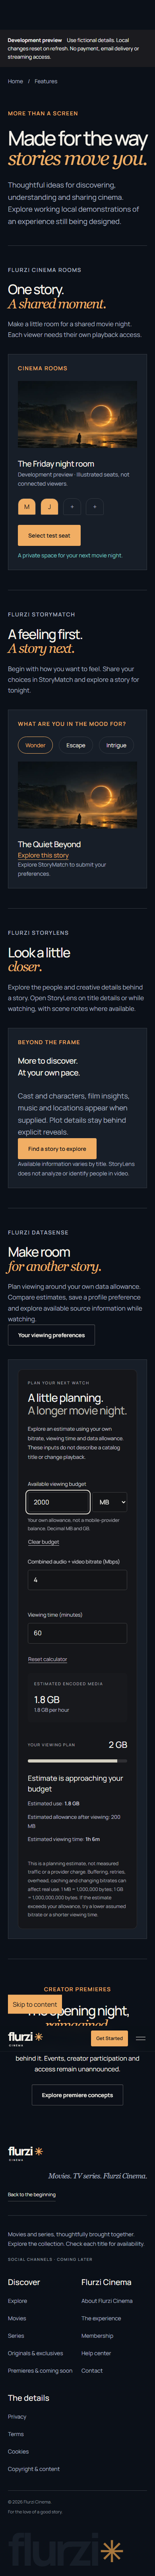 Development preview Use fictional details. Local
changes reset on refresh. No payment, email delivery or
streaming access.
Home / Features
MORE THAN A SCREEN
Made for the way
stories move you.
Thoughtful ideas for discovering,
understanding and sharing cinema.
Explore working local demonstrations of
an experience still being designed.
FLURZI CINEMA ROOMS
One story.
A shared moment.
Make a little room for a shared movie night.
Each viewer needs their own playback access.
CINEMA ROOMS
The Friday night room
Development preview · Illustrated seats, not
connected viewers.
M J + +
Select test seat
A private space for your next movie night.
FLURZI STORYMATCH
A feeling first.
A story next.
Begin with how you want to feel. Share your
choices in StoryMatch and explore a story for
tonight.
WHAT ARE YOU IN THE MOOD FOR?
Wonder Escape Intrigue
The Quiet Beyond
Explore this story
Explore StoryMatch to submit your
preferences.
FLURZI STORYLENS
Look a little
closer.
Explore the people and creative details behind
a story. Open StoryLens on title details or while
watching, with scene notes where available.
BEYOND THE FRAME
More to discover.
At your own pace.
Cast and characters, film insights,
music and locations appear when
supplied. Plot details stay behind
explicit reveals.
Find a story to explore
Available information varies by title. StoryLens
does not analyze or identify people in video.
FLURZI DATASENSE
Make room
for another story.
Plan viewing around your own data allowance.
Compare estimates, save a profile preference
and explore available source information while
watching.
Your viewing preferences
PLAN YOUR NEXT WATCH
A little planning.
A longer movie night.
Explore an estimate using your own
bitrate, viewing time and data allowance.
These inputs do not describe a catalog
title or change playback.
Available viewing budget
2000 MB
Your own allowance, not a mobile-provider
balance. Decimal MB and GB.
Clear budget
Combined audio + video bitrate (Mbps)
4
Viewing time (minutes)
60
Reset calculator
ESTIMATED ENCODED MEDIA
1.8 GB
1.8 GB per hour
YOUR VIEWING PLAN 2 GB
Estimate is approaching your
budget
Estimated use: 1.8 GB
Estimated allowance after viewing: 200
MB
Estimated viewing time: 1h 6m
This is a planning estimate, not measured
traffic or a provider charge. Buffering, retries,
overhead, caching and changing bitrates can
affect real use. 1 MB = 1,000,000 bytes; 1 GB
= 1,000,000,000 bytes. If the estimate
exceeds your allowance, try a lower assumed
bitrate or a shorter viewing time.
CREATOR PREMIERES
Skip to content
The opening night,
reimagined.
flurzi
CINEMA
Get Started
behind it. Events, creator participation and
access remain unannounced.
Explore premiere concepts
flurzi
CINEMA
Movies. TV series. Flurzi Cinema.
Back to the beginning
Movies and series, thoughtfully brought together.
Explore the collection. Check each title for availability.
SOCIAL CHANNELS · COMING LATER
Discover
Explore
Movies
Series
Originals & exclusives
Premieres & coming soon
Flurzi Cinema
About Flurzi Cinema
The experience
Membership
Help center
Contact
The details
Privacy
Terms
Cookies
Copyright & content
© 2026 Flurzi Cinema.
For the love of a good story.
flurzi